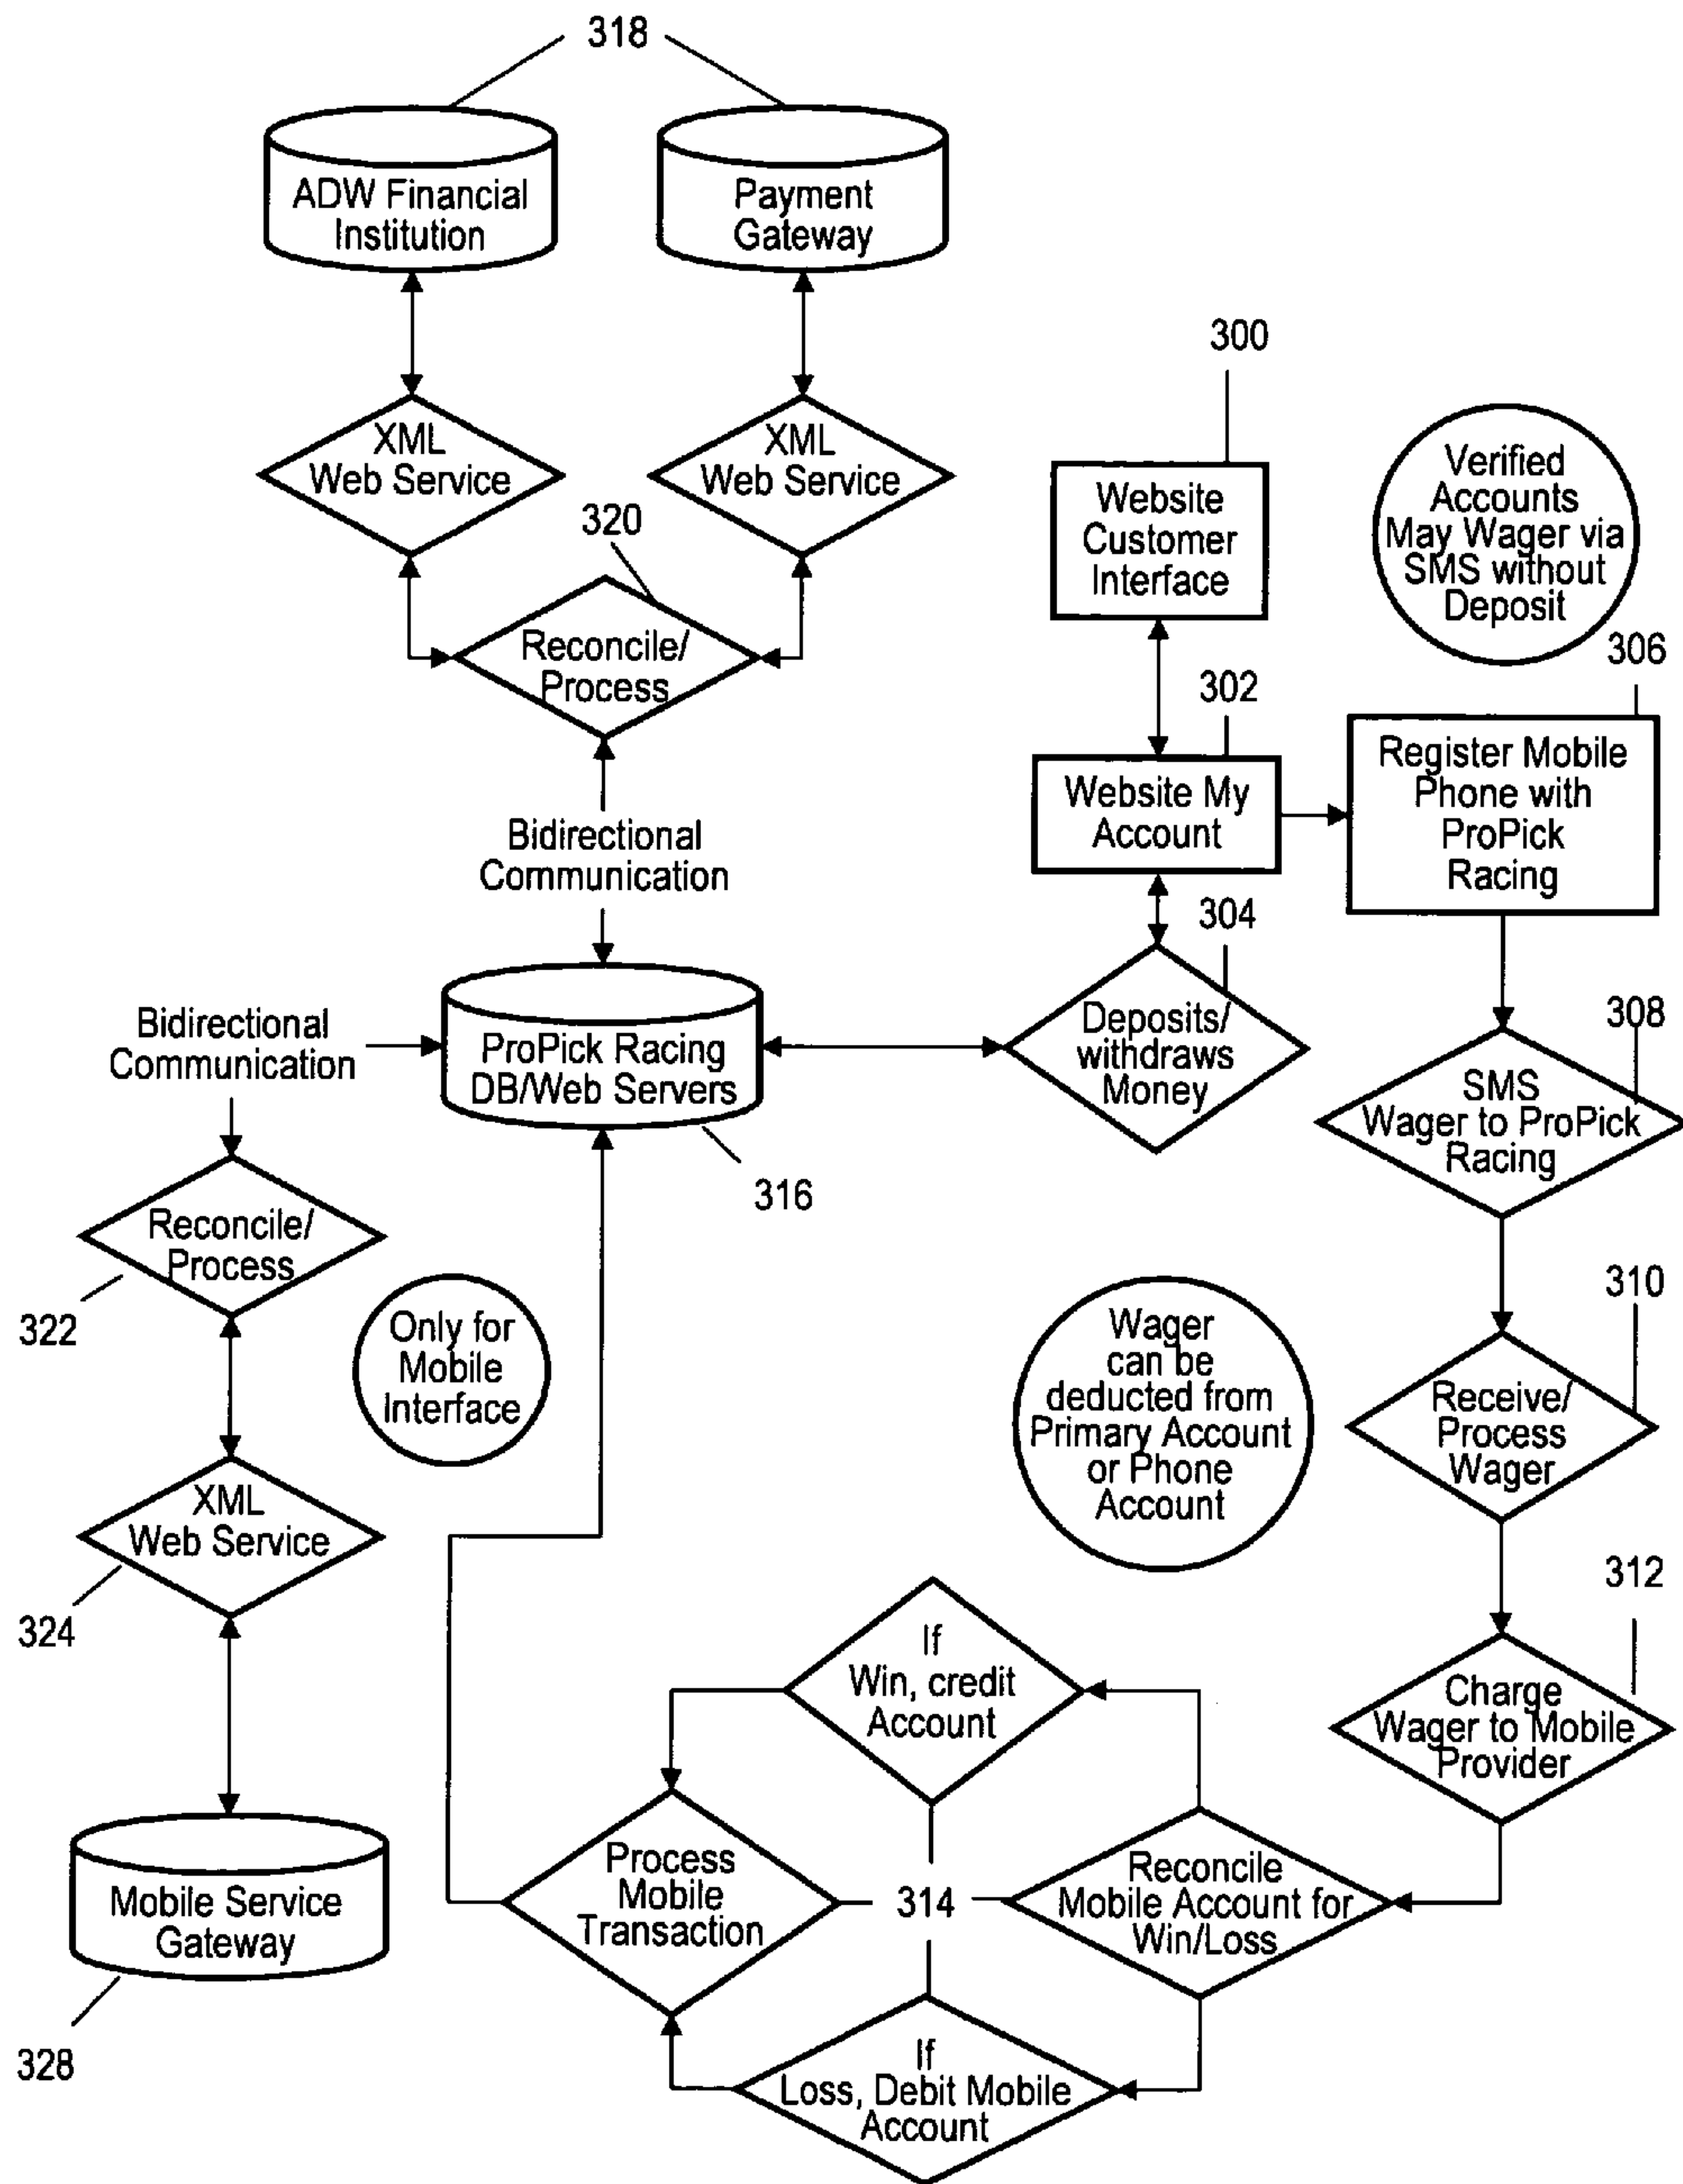 318
ADW Financial
Institution
Payment
Gateway
300
XML
Web Service
XML
Web Service
Website
Customer
Interface
Verified
Accounts
May Wager via
SMS without
Deposit
320
Reconcile/
Process
302
306
Website My
Account
Register Mobile
Phone with
ProPick
Racing
Bidirectional
Communication
304
Bidirectional
Communication
ProPick Racing
DB/Web Servers
Deposits/
withdraws
Money
308
SMS
Wager to ProPick
Racing
316
Reconcile/
Process
322
Only for
Mobile
Interface
Wager
can be
deducted from
Primary Account
or Phone
Account
310
Receive/
Process
Wager
XML
Web Service
324
312
If
Win, credit
Account
Charge
Wager to Mobile
Provider
Process
Mobile
Transaction
314
Reconcile
Mobile Account for
Win/Loss
Mobile Service
Gateway
328
If
Loss, Debit Mobile
Account